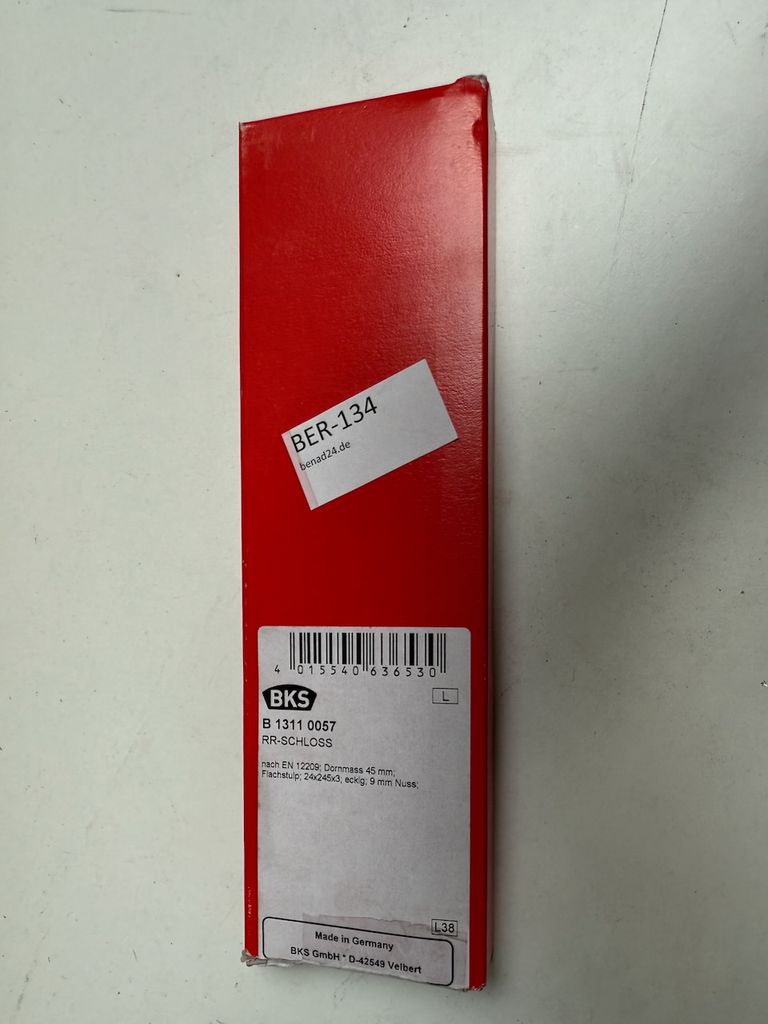 BER-134
benad24.de
4 015540 636530
BKS
L
B 1311 0057
RR-SCHLOSS
nach EN 12209; Dornmass 45 mm;
Flachstulp; 24x245x3, eckig; 9 mm Nuss;
L38
Made in Germany
BKS GmbH * D-42549 Velbert